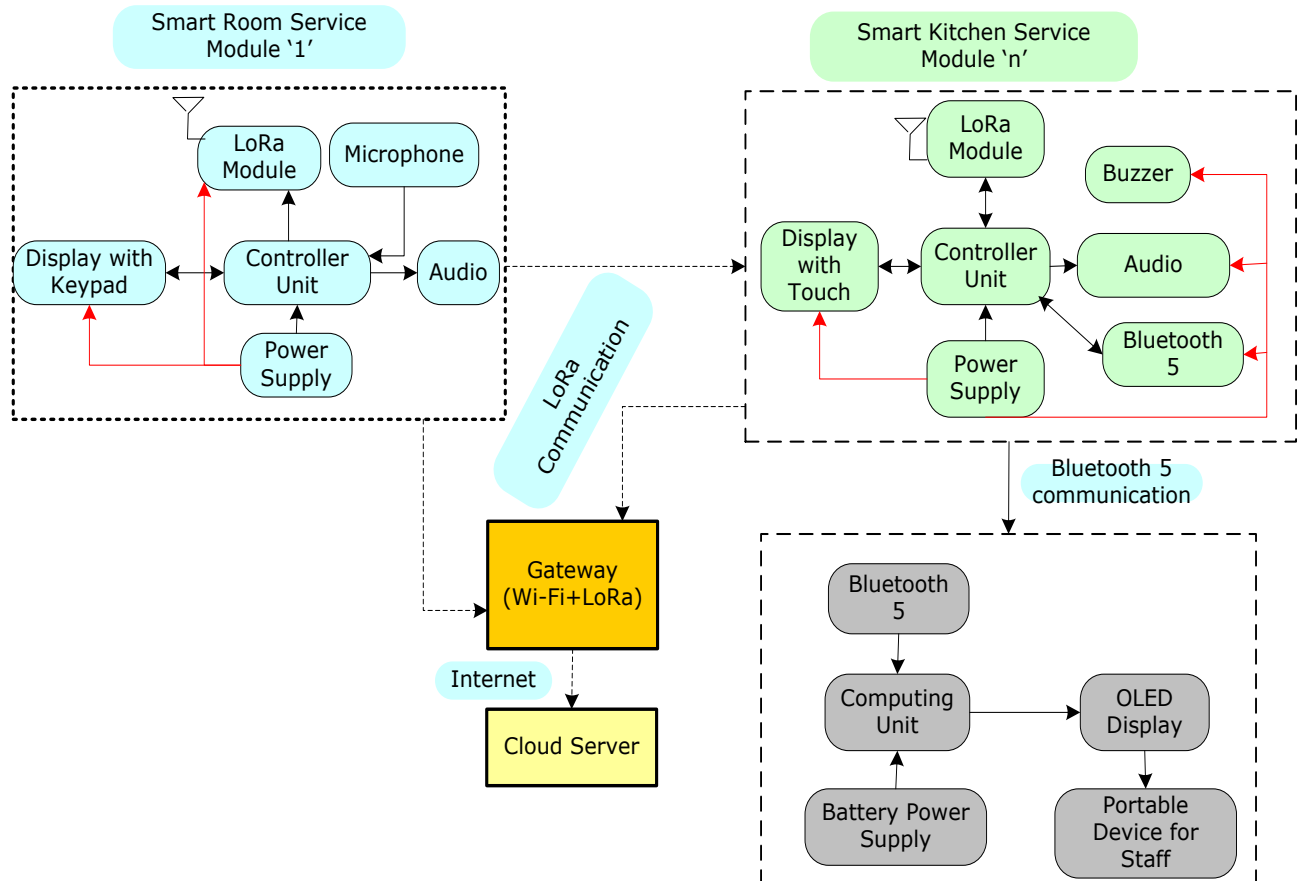 Smart Room Service
Module ‘1’
LoRa
Module
Microphone
Display with
Keypad
Controller
Unit
Audio
Power
Supply
Smart Kitchen Service
Module ‘n’
LoRa
Module
Buzzer
Display
with
Touch
Controller
Unit
Audio
Bluetooth
5
Power
Supply
LoRa
Communication
Bluetooth 5
communication
Gateway
(Wi-Fi+LoRa)
Internet
Cloud Server
Bluetooth
5
Computing
Unit
OLED
Display
Battery Power
Supply
Portable
Device for
Staff